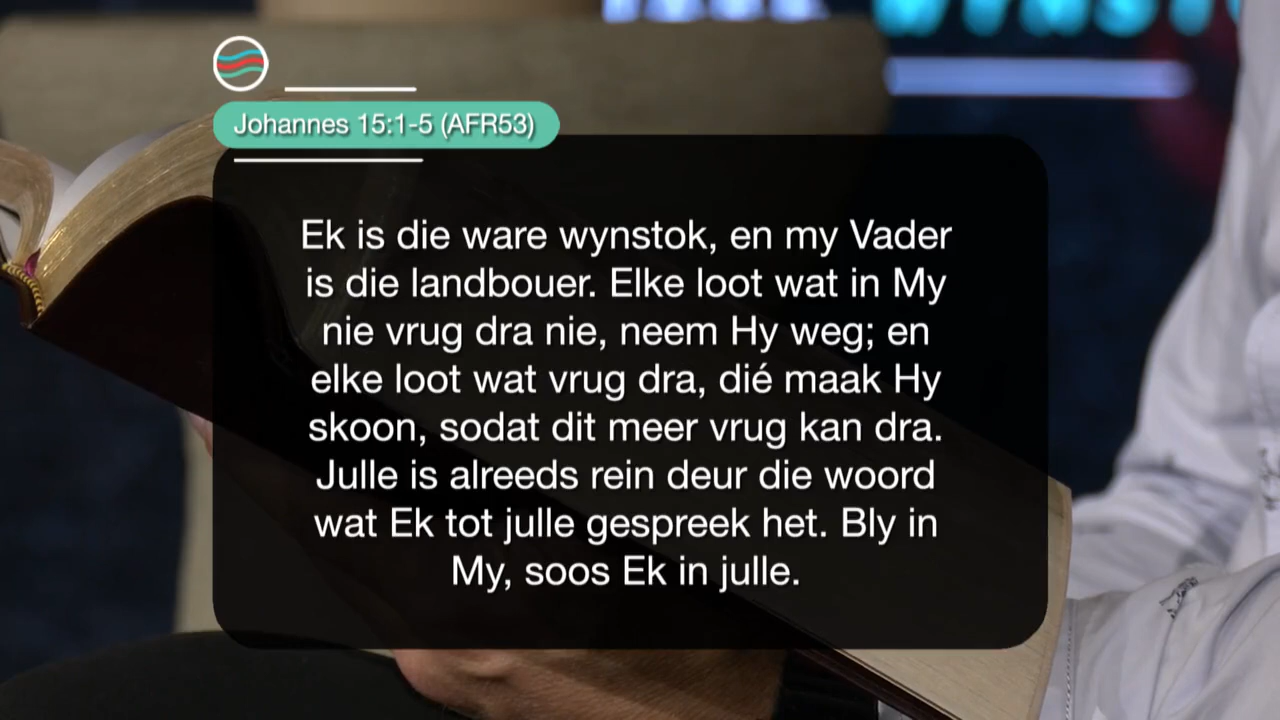 Johannes 15:1-5 (AFR53)
Ek is die ware wynstok, en my Vader
is die landbouer. Elke loot wat in My
nie vrug dra nie, neem Hy weg; en
elke loot wat vrug dra, dié maak Hy
skoon, sodat dit meer vrug kan dra.
Julle is alreeds rein deur die woord
wat Ek tot julle gespreek het. Bly in
My, soos Ek in julle.